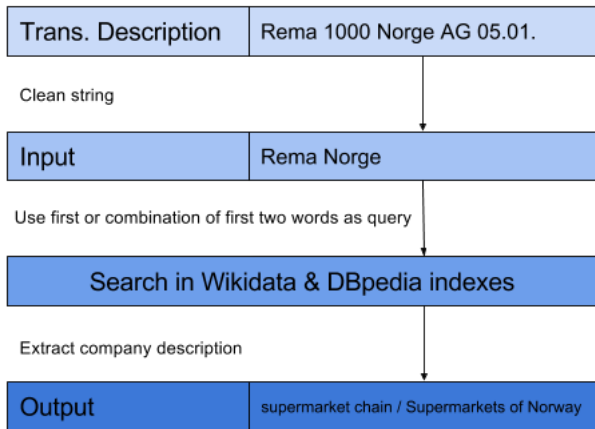 Trans. Description
Rema 1000 Norge AG 05.01.
Clean string
Input
Rema Norge
Use first or combination of first two words as query
Search in Wikidata & DBpedia indexes
Extract company description
Output
supermarket chain / Supermarkets of Norway